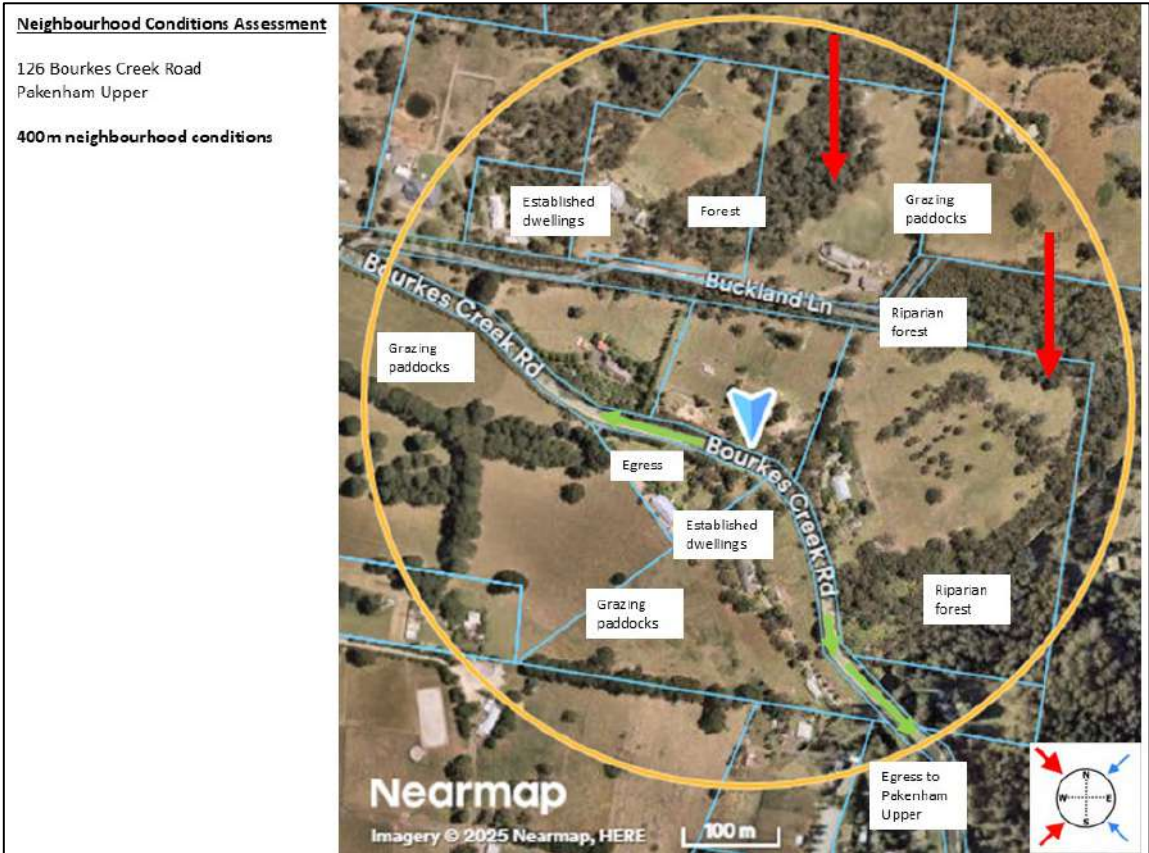 Neighbourhood Conditions Assessment
126 Bourkes Creek Road
Pakenham Upper
400m neighbourhood conditions
Established
dwellings
Forest
Grazing
paddocks
Buckland Ln
Bourkes Creek Rd
Riparian
forest
Grazing
paddocks
Egress
Bourkes Creek Rd
Established
dwellings
Grazing
paddocks
Riparian
forest
Egress to
Pakenham
Upper
Nearmap
Imagery © 2025 Nearmap, HERE
100 m
N
W
E
S